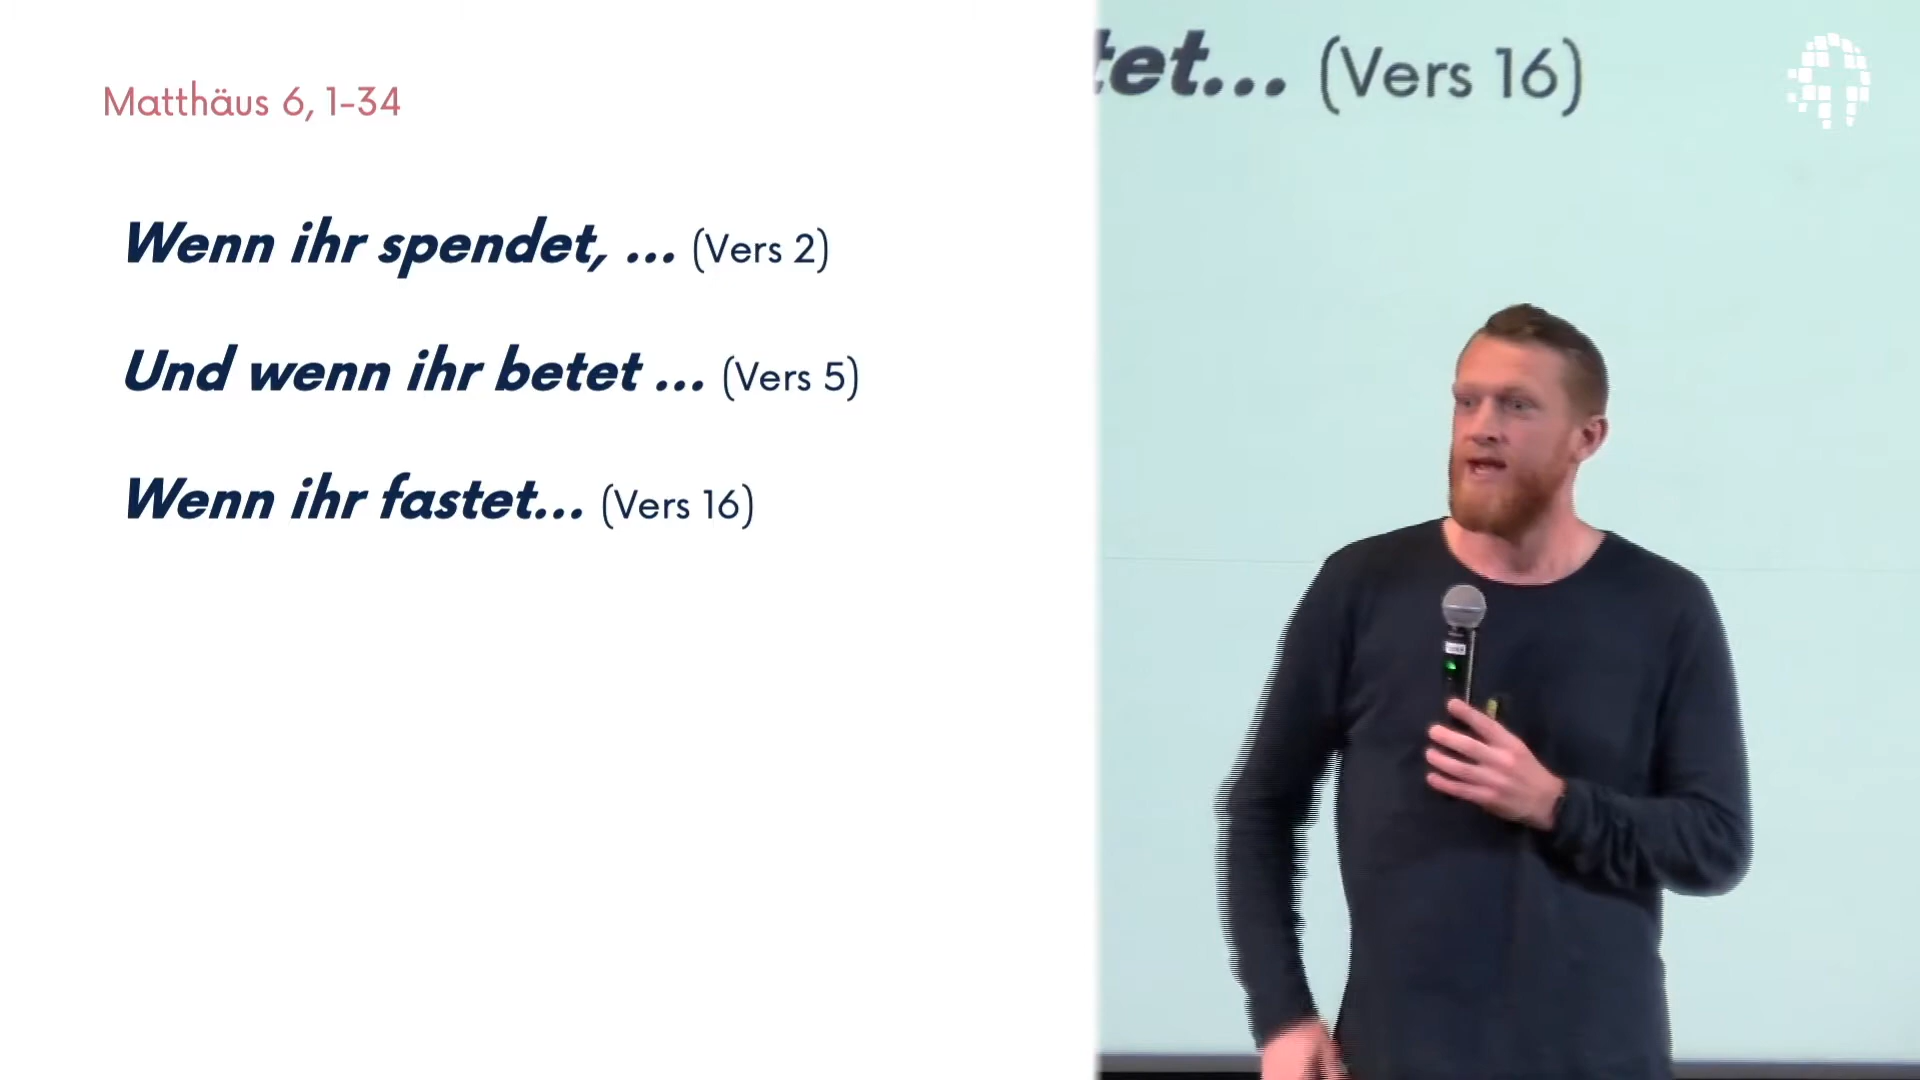 Matthäus 6, 1-34
Wenn ihr spendet, ... (Vers 2)
Und wenn ihr betet ... (Vers 5)
Wenn ihr fastet... (Vers 16)
tet... (Vers 16)